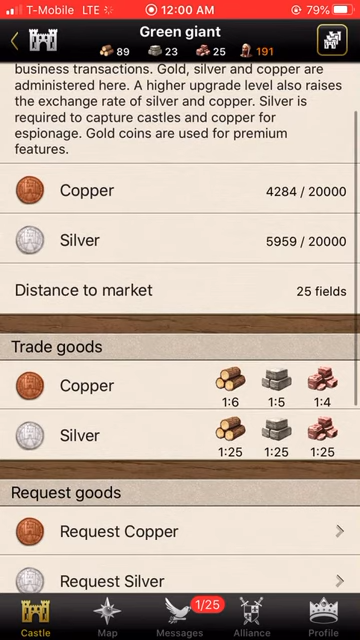 T-Mobile LTE 12:00 AM 79%
Green giant
89 23 25 191
business transactions. Gold, silver and copper are
administered here. A higher upgrade level also raises
the exchange rate of silver and copper. Silver is
required to capture castles and copper for
espionage. Gold coins are used for premium
features.
Copper 4284 / 20000
Silver 5959 / 20000
Distance to market 25 fields
Trade goods
Copper 1:6 1:5 1:4
Silver 1:25 1:25 1:25
Request goods
Request Copper
Request Silver
1/25
Castle Map Messages Alliance Profile